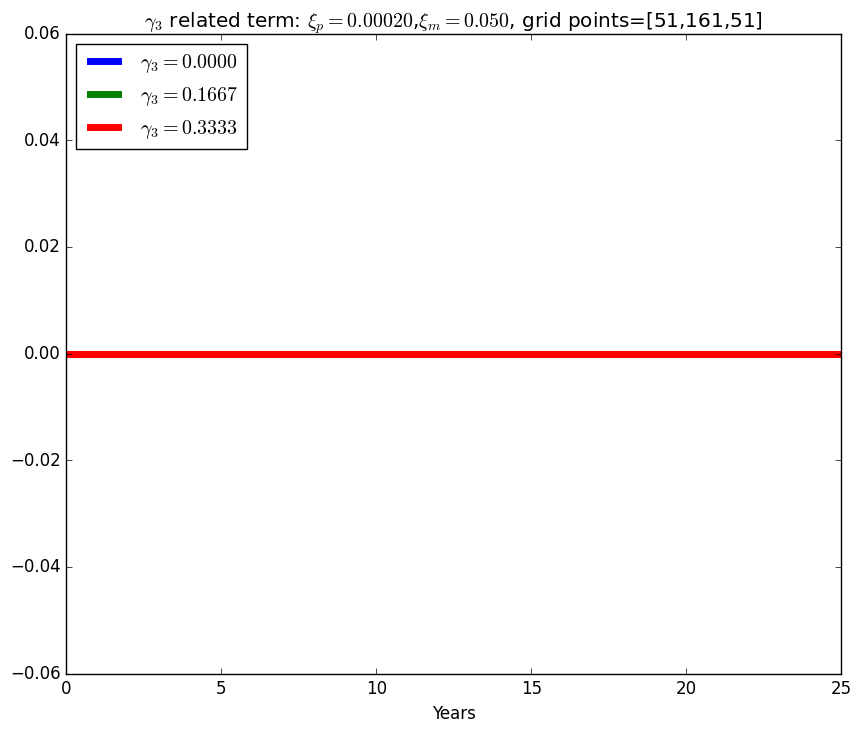 γ₃ related term: ξₚ = 0.00020,ξₘ = 0.050, grid points=[51,161,51]
0.06
γ₃ = 0.0000
γ₃ = 0.1667
γ₃ = 0.3333
0.04
0.02
0.00
−0.02
−0.04
−0.06
0 5 10 15 20 25
Years